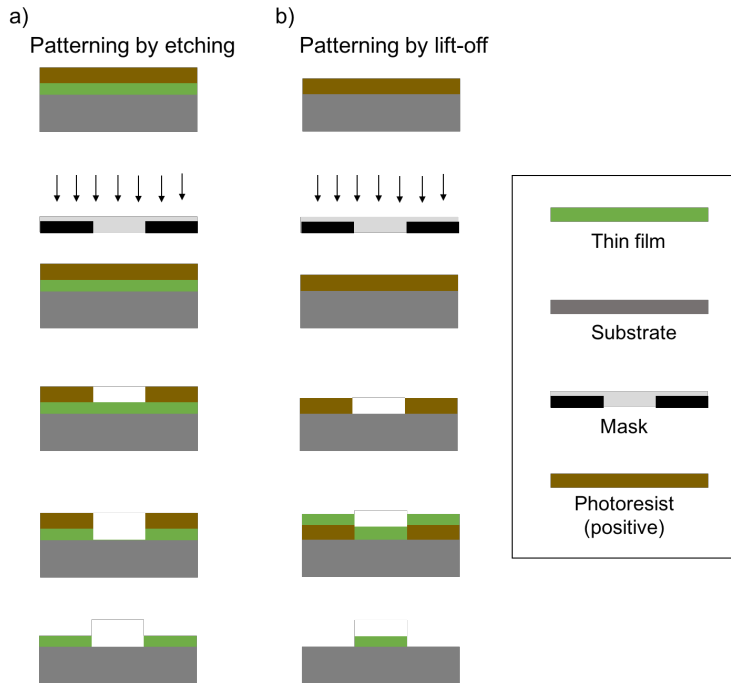 a)
Patterning by etching
b)
Patterning by lift-off
Thin film
Substrate
Mask
Photoresist
(positive)